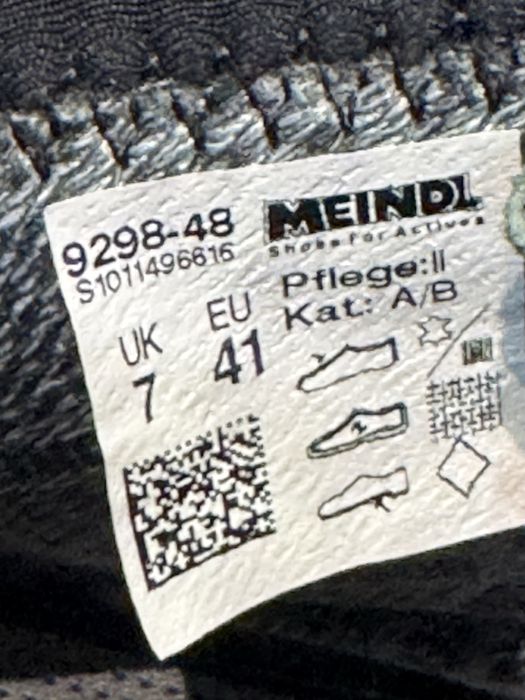 9298-48
S1011496616
MEINDL
Shoes For Actives
Pflege:II
Kat.: A/B
UK
7
EU
41